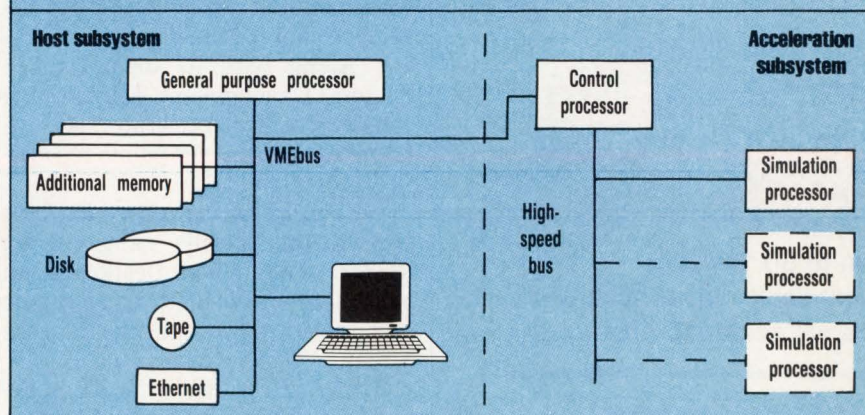 Host subsystem
Acceleration
subsystem
General purpose processor
Control
processor
VMEbus
Additional memory
Simulation
processor
High-
speed
bus
Disk
Simulation
processor
Tape
Simulation
processor
Ethernet